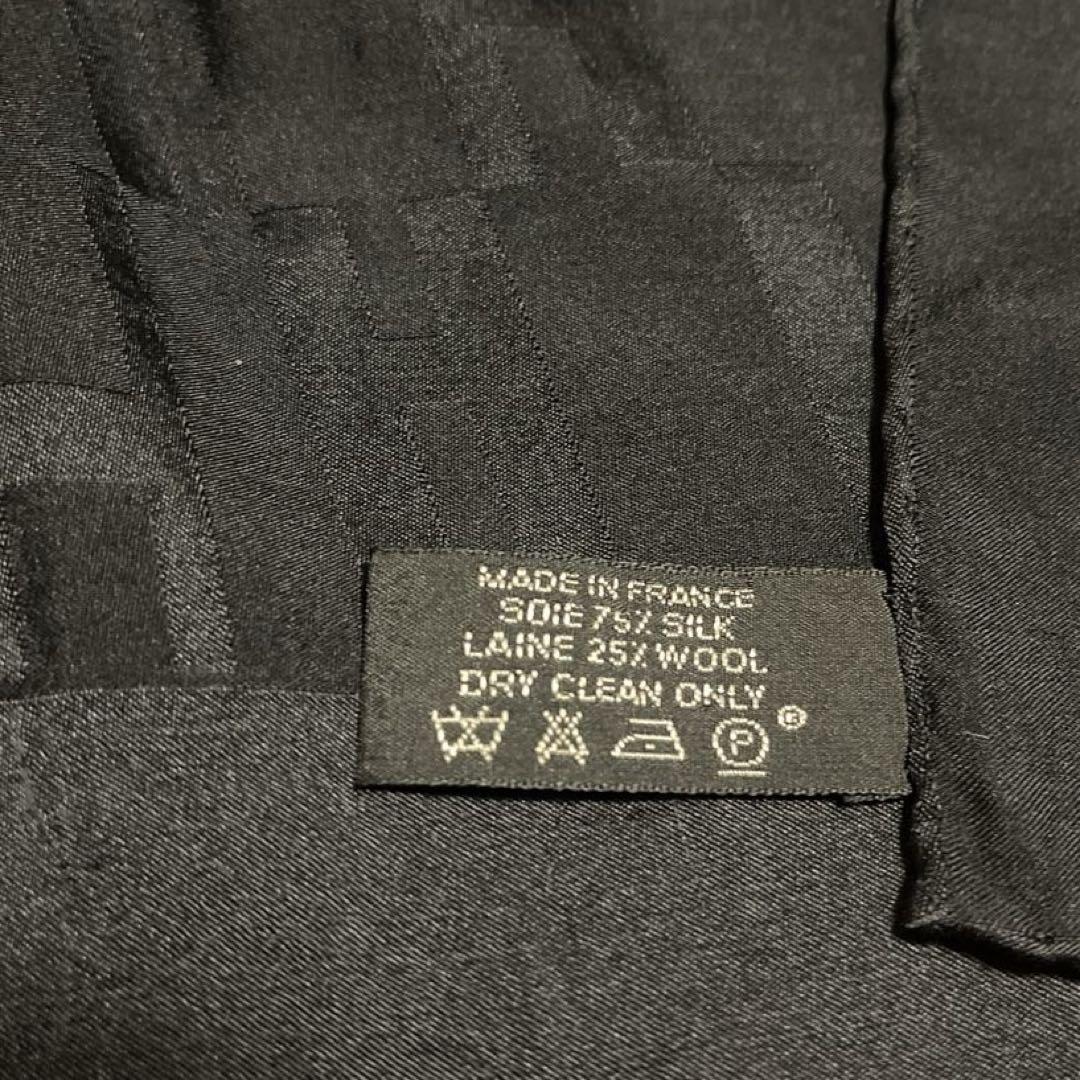 MADE IN FRANCE
SOIE 75% SILK
LAINE 25% WOOL
DRY CLEAN ONLY
P ®